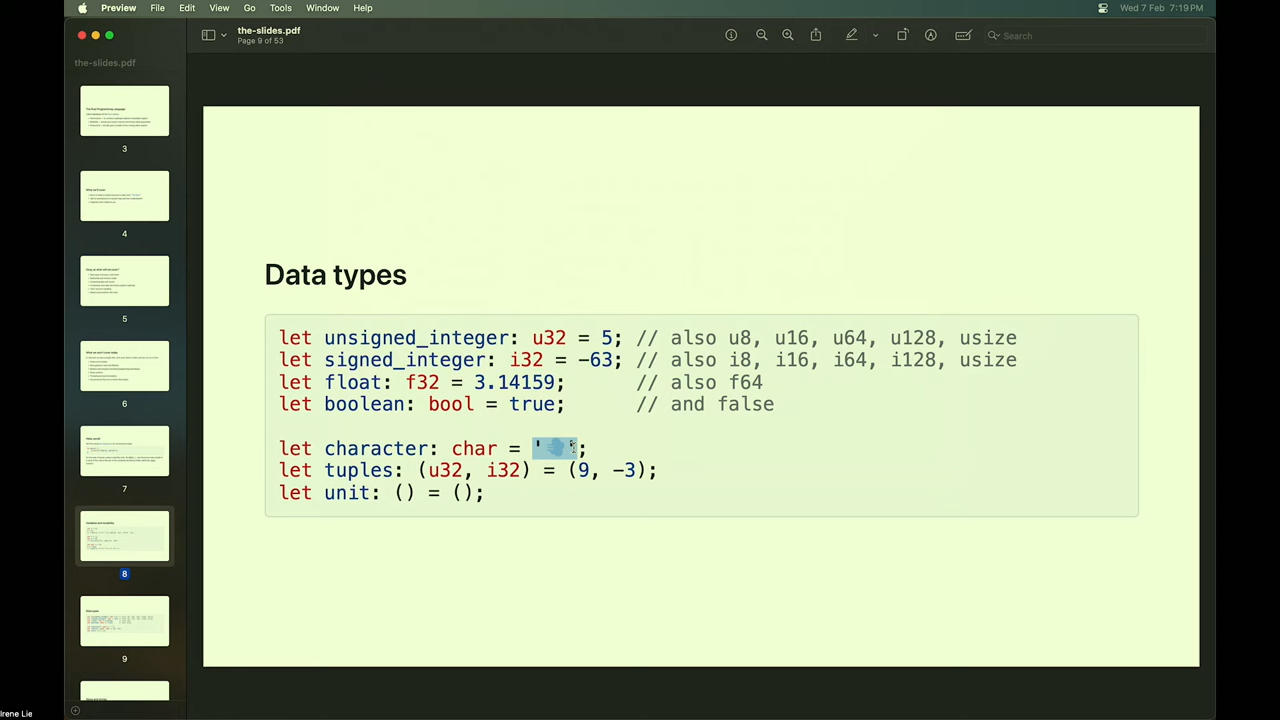 Preview File Edit View Go Tools Window Help Wed 7 Feb 7:19 PM
the-slides.pdf
Page 9 of 53
Search
the-slides.pdf
3
4
5
6
7
8
9
Data types
let unsigned_integer: u32 = 5; // also u8, u16, u64, u128, usize
let signed_integer: i32 = -63; // also i8, i16, i64, i128, usize
let float: f32 = 3.14159; // also f64
let boolean: bool = true; // and false
let character: char = ' ';
let tuples: (u32, i32) = (9, -3);
let unit: () = ();
Irene Lie